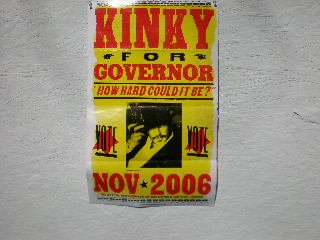 KINKY
FOR
GOVERNOR
"HOW HARD COULD IT BE?"
VOTE VOTE
NOV★2006